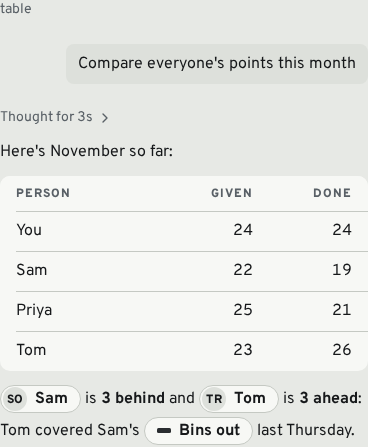 table
Compare everyone's points this month
Thought for 3s
Here's November so far:
PERSON GIVEN DONE
You 24 24
Sam 22 19
Priya 25 21
Tom 23 26
SO Sam is 3 behind and TR Tom is 3 ahead:
Tom covered Sam's Bins out last Thursday.